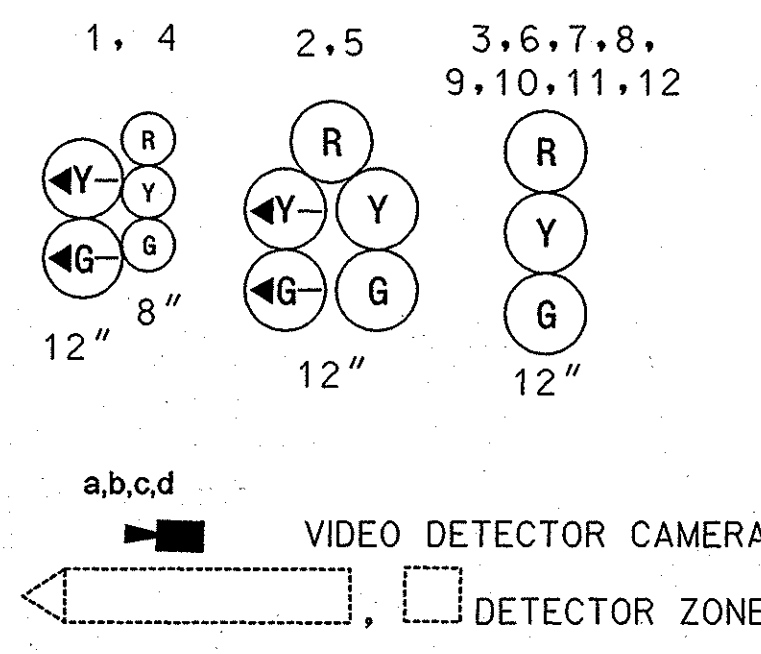 1, 4
2,5
3,6,7,8,
9,10,11,12
R
Y
Y
G
G
8"
12"
R
Y
Y
G
G
12"
R
Y
G
12"
a,b,c,d
VIDEO DETECTOR CAMERA
, DETECTOR ZONE